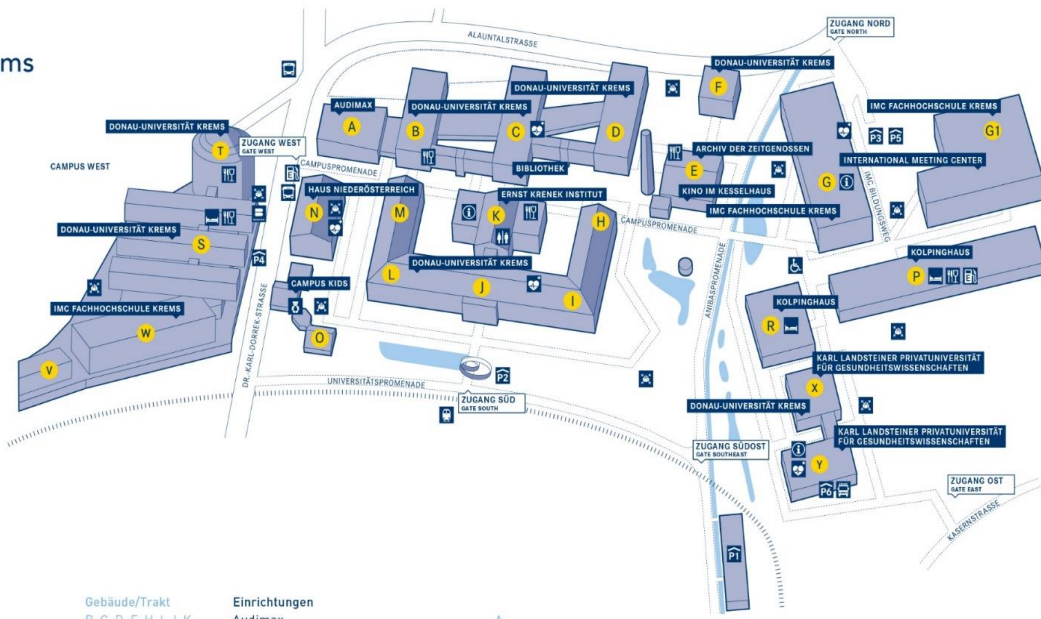 ms
ZUGANG NORD
GATE NORTH
ALAUNTALSTRASSE
DONAU-UNIVERSITÄT KREMS
F
DONAU-UNIVERSITÄT KREMS
D
AUDIMAX
A
DONAU-UNIVERSITÄT KREMS
B
C
IMC FACHHOCHSCHULE KREMS
G1
P3
P5
DONAU-UNIVERSITÄT KREMS
T
ZUGANG WEST
GATE WEST
E
CAMPUS WEST
CAMPUSPROMENADE
BIBLIOTHEK
ARCHIV DER ZEITGENOSSEN
E
INTERNATIONAL MEETING CENTER
G
HAUS NIEDERÖSTERREICH
N
M
ERNST KRENEK INSTITUT
K
KINO IM KESSELHAUS
IMC FACHHOCHSCHULE KREMS
IMC BILDUNGSWEG
H
CAMPUSPROMENADE
DONAU-UNIVERSITÄT KREMS
S
P4
DONAU-UNIVERSITÄT KREMS
L
J
I
KOLPINGHAUS
P
E
CAMPUS KIDS
O
KOLPINGHAUS
R
IMC FACHHOCHSCHULE KREMS
W
V
DR.-KARL-DORREK-STRASSE
ANIBASPROMENADE
UNIVERSITÄTSPROMENADE
P2
ZUGANG SÜD
GATE SOUTH
KARL LANDSTEINER PRIVATUNIVERSITÄT
FÜR GESUNDHEITSWISSENSCHAFTEN
X
DONAU-UNIVERSITÄT KREMS
KARL LANDSTEINER PRIVATUNIVERSITÄT
FÜR GESUNDHEITSWISSENSCHAFTEN
Y
P6
ZUGANG SÜDOST
GATE SOUTHEAST
ZUGANG OST
GATE EAST
KASERNSTRASSE
P1
Gebäude/Trakt
Einrichtungen
Audimax